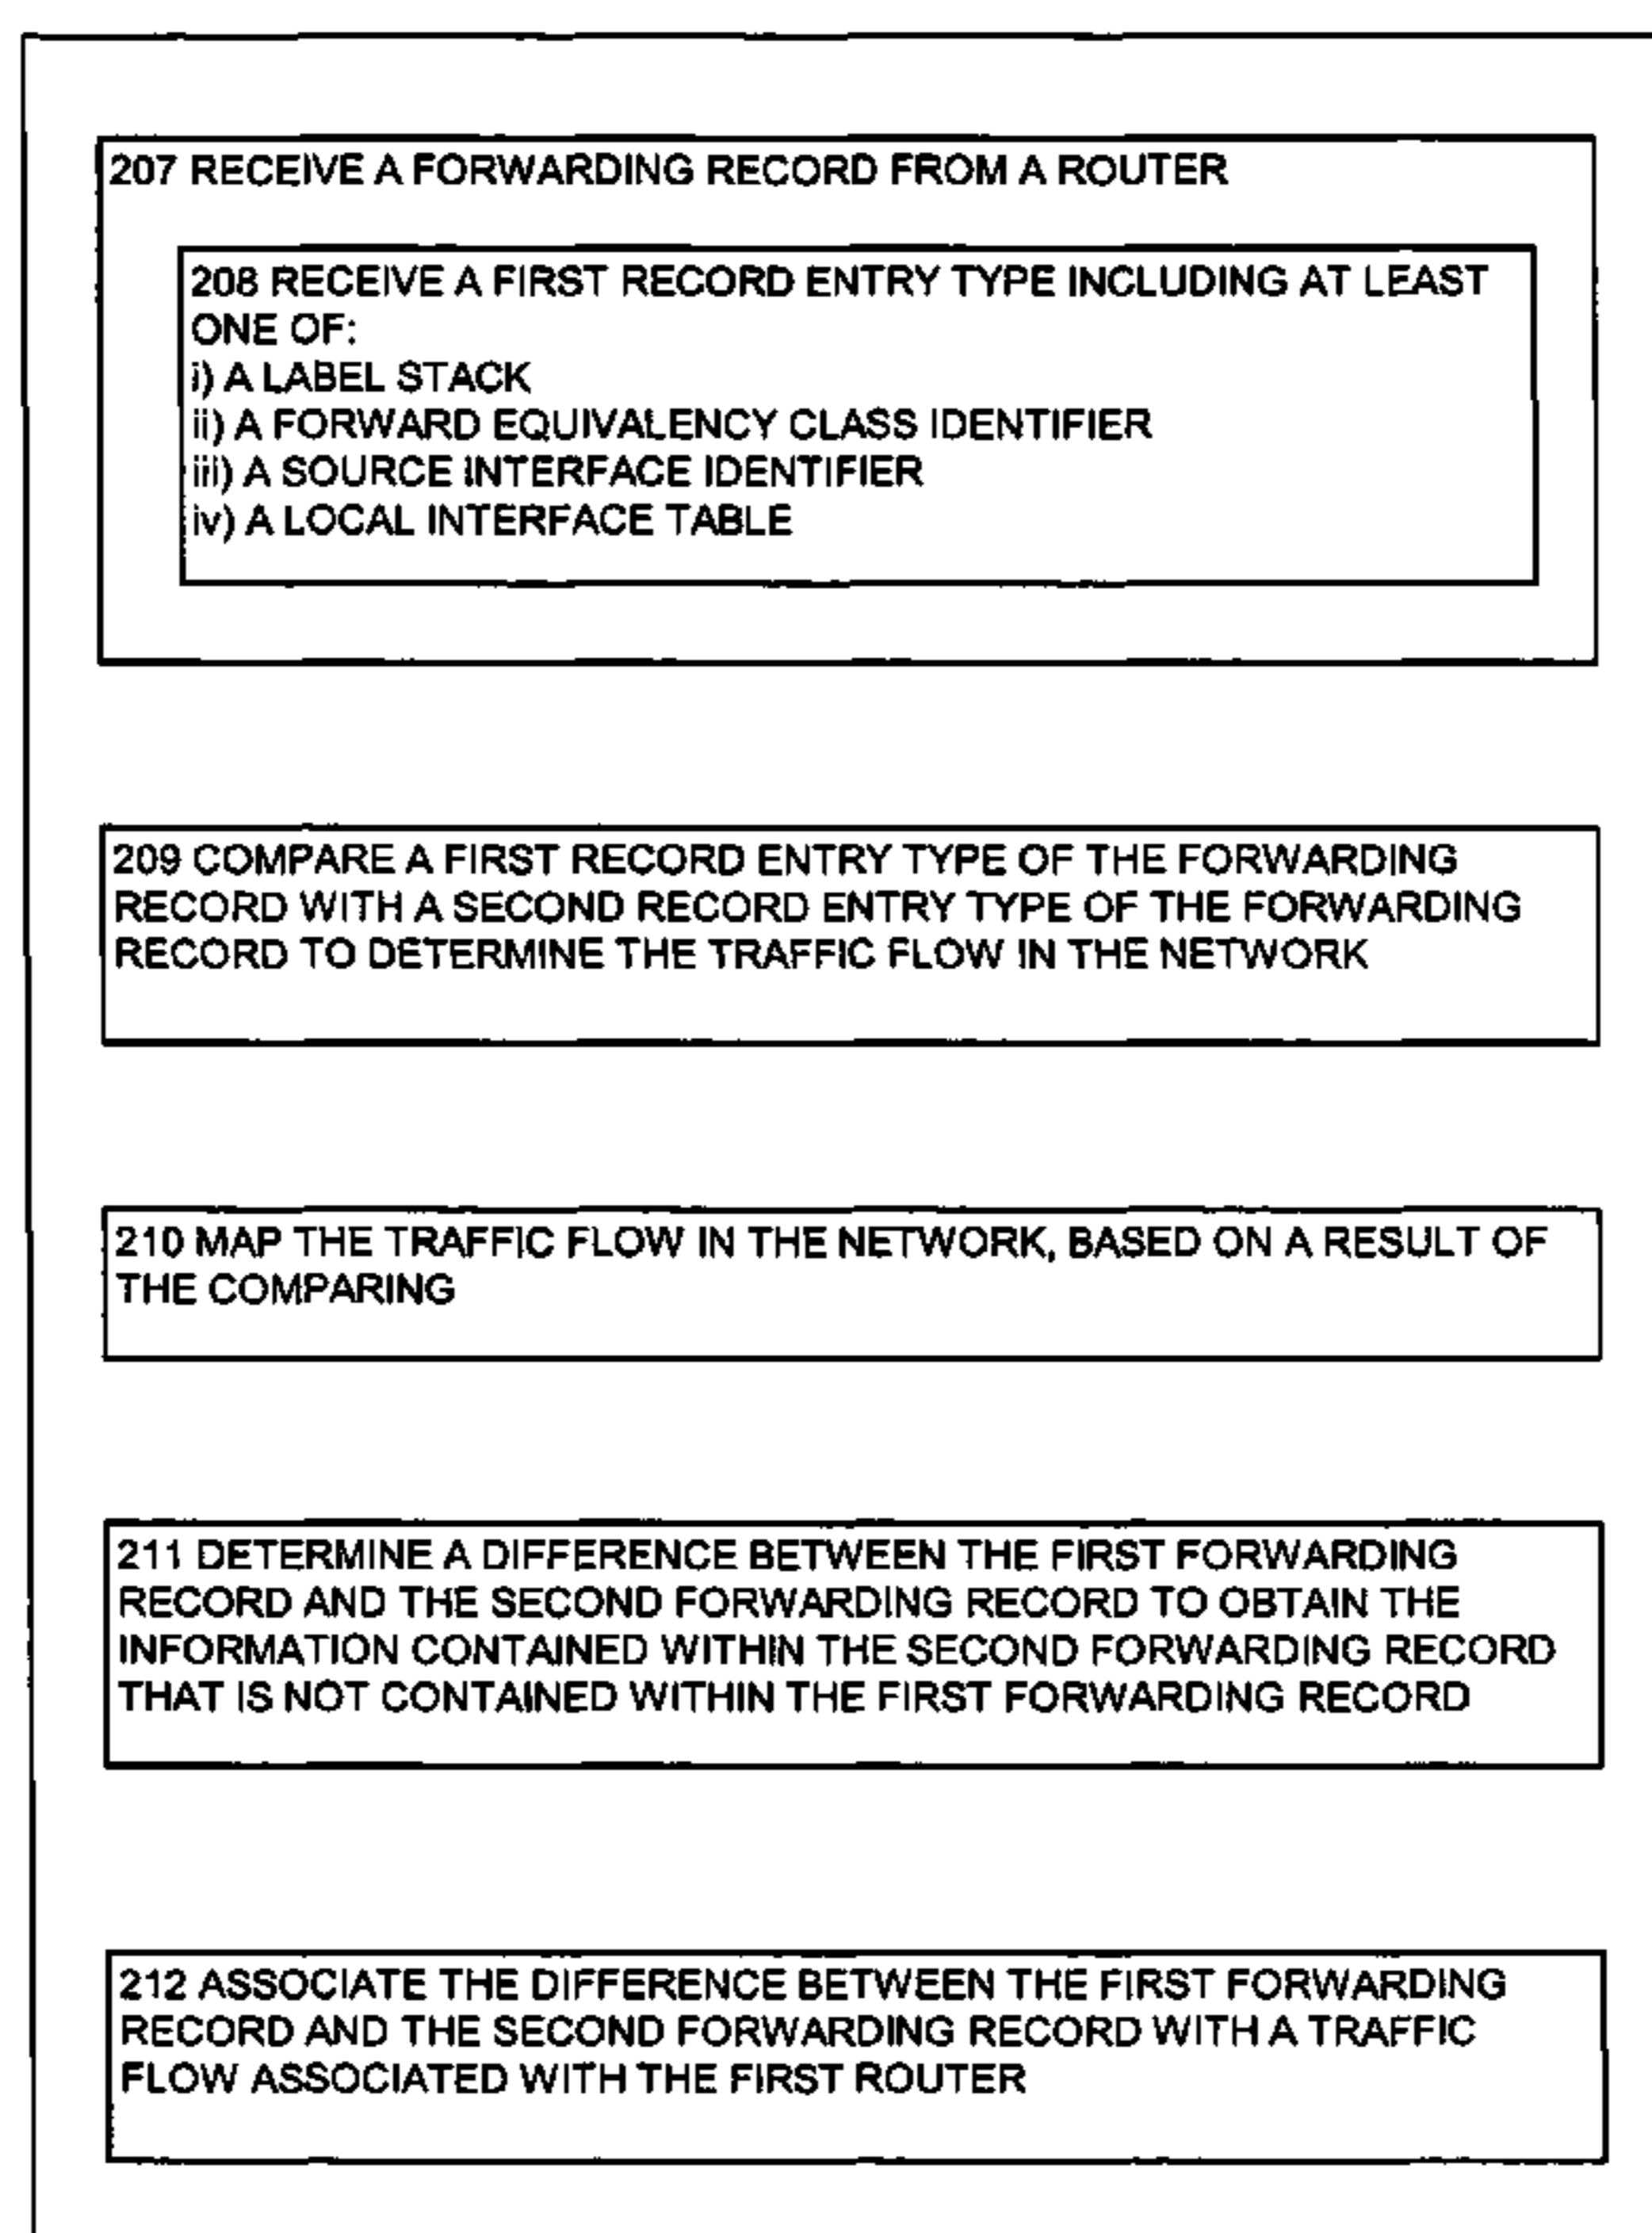 207 RECEIVE A FORWARDING RECORD FROM A ROUTER
208 RECEIVE A FIRST RECORD ENTRY TYPE INCLUDING AT LEAST
ONE OF:
i) A LABEL STACK
ii) A FORWARD EQUIVALENCY CLASS IDENTIFIER
iii) A SOURCE INTERFACE IDENTIFIER
iv) A LOCAL INTERFACE TABLE
209 COMPARE A FIRST RECORD ENTRY TYPE OF THE FORWARDING
RECORD WITH A SECOND RECORD ENTRY TYPE OF THE FORWARDING
RECORD TO DETERMINE THE TRAFFIC FLOW IN THE NETWORK
210 MAP THE TRAFFIC FLOW IN THE NETWORK, BASED ON A RESULT OF
THE COMPARING
211 DETERMINE A DIFFERENCE BETWEEN THE FIRST FORWARDING
RECORD AND THE SECOND FORWARDING RECORD TO OBTAIN THE
INFORMATION CONTAINED WITHIN THE SECOND FORWARDING RECORD
THAT IS NOT CONTAINED WITHIN THE FIRST FORWARDING RECORD
212 ASSOCIATE THE DIFFERENCE BETWEEN THE FIRST FORWARDING
RECORD AND THE SECOND FORWARDING RECORD WITH A TRAFFIC
FLOW ASSOCIATED WITH THE FIRST ROUTER